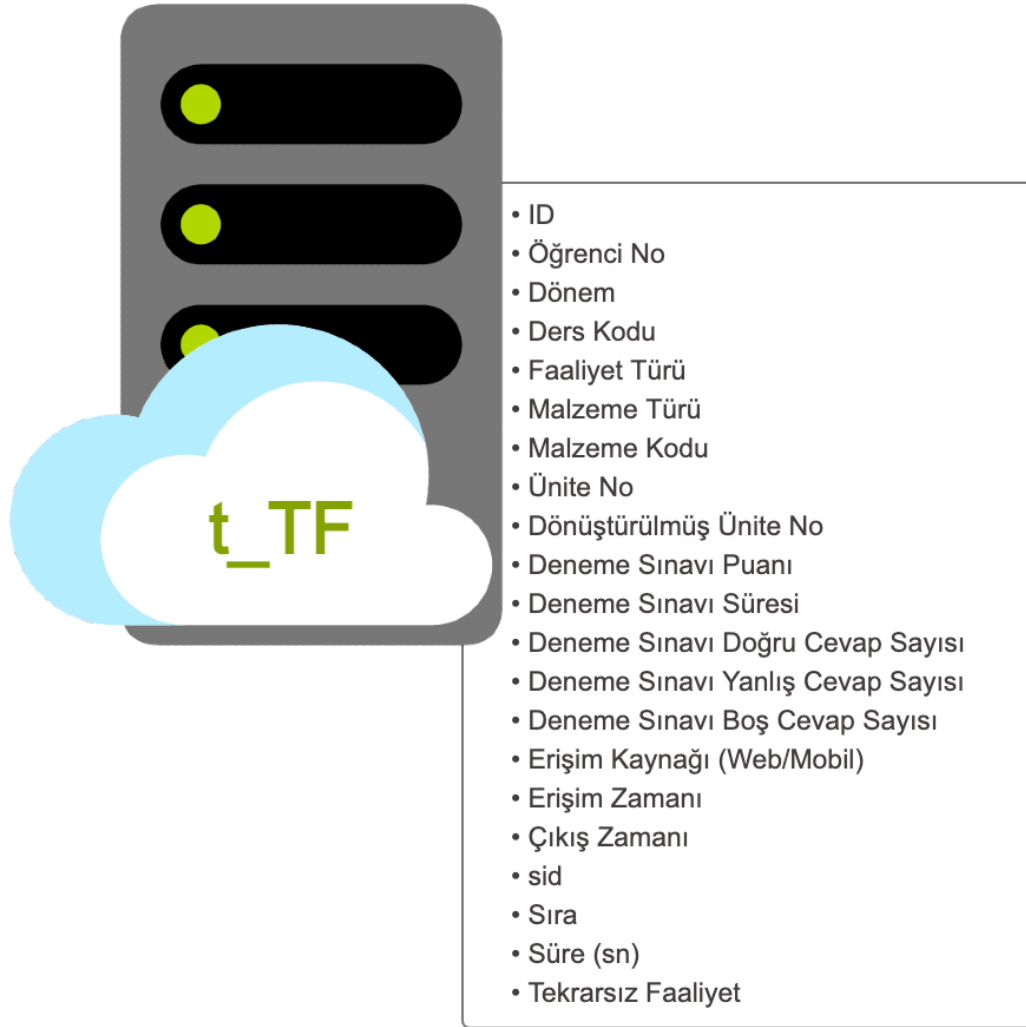 t_TF
• ID
• Öğrenci No
• Dönem
• Ders Kodu
• Faaliyet Türü
• Malzeme Türü
• Malzeme Kodu
• Ünite No
• Dönüştürülmüş Ünite No
• Deneme Sınavı Puanı
• Deneme Sınavı Süresi
• Deneme Sınavı Doğru Cevap Sayısı
• Deneme Sınavı Yanlış Cevap Sayısı
• Deneme Sınavı Boş Cevap Sayısı
• Erişim Kaynağı (Web/Mobil)
• Erişim Zamanı
• Çıkış Zamanı
• sid
• Sıra
• Süre (sn)
• Tekrarsız Faaliyet